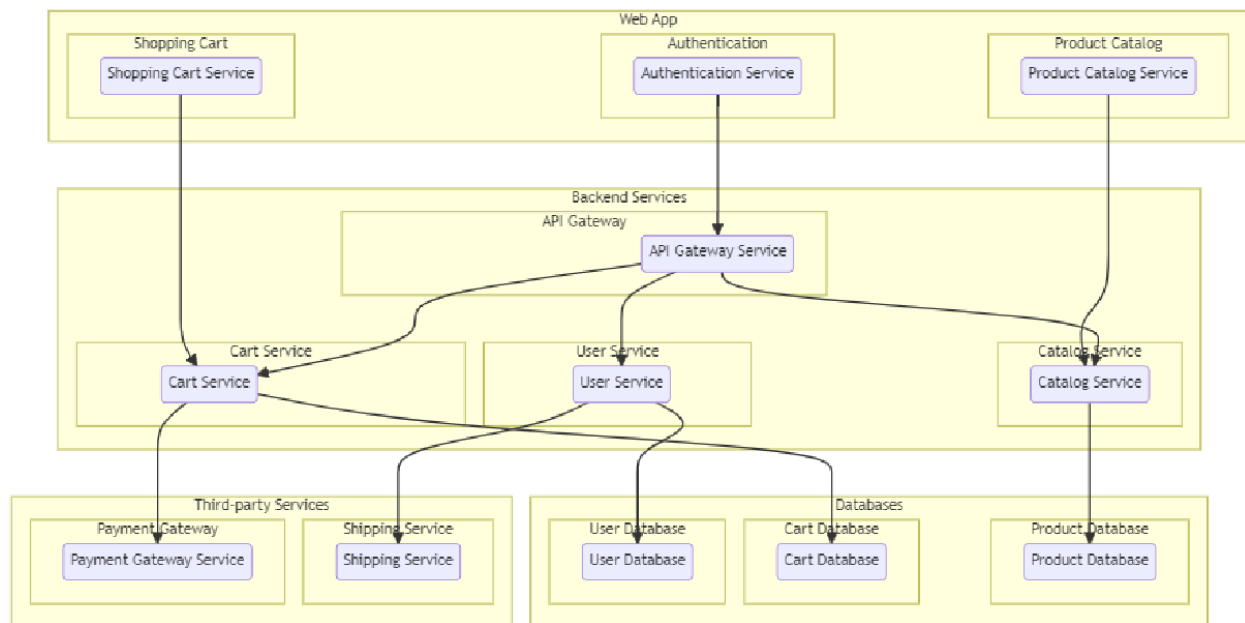 Web App
Shopping Cart
Authentication
Product Catalog
Shopping Cart Service
Authentication Service
Product Catalog Service
Backend Services
API Gateway
API Gateway Service
Cart Service
User Service
Catalog Service
Cart Service
User Service
Catalog Service
Third-party Services
Databases
Payment Gateway
Shipping Service
User Database
Cart Database
Product Database
Payment Gateway Service
Shipping Service
User Database
Cart Database
Product Database